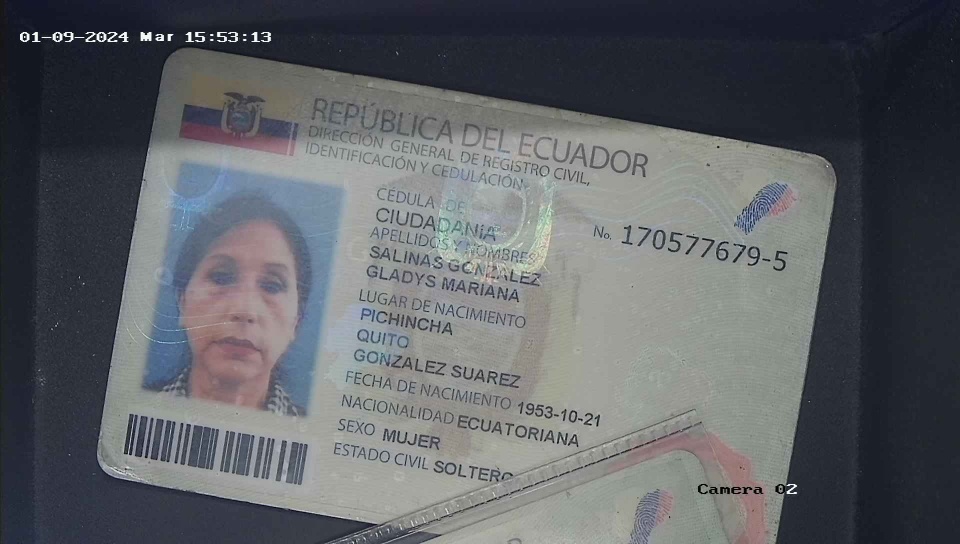 01-09-2024 Mar 15:53:13
REPÚBLICA DEL ECUADOR
DIRECCIÓN GENERAL DE REGISTRO CIVIL,
IDENTIFICACIÓN Y CEDULACIÓN
CÉDULA DE
CIUDADANÍA
No. 170577679-5
APELLIDOS Y NOMBRES
SALINAS GONZALEZ
GLADYS MARIANA
LUGAR DE NACIMIENTO
PICHINCHA
QUITO
GONZALEZ SUAREZ
FECHA DE NACIMIENTO 1953-10-21
NACIONALIDAD ECUATORIANA
SEXO MUJER
ESTADO CIVIL SOLTERO
Camera 02